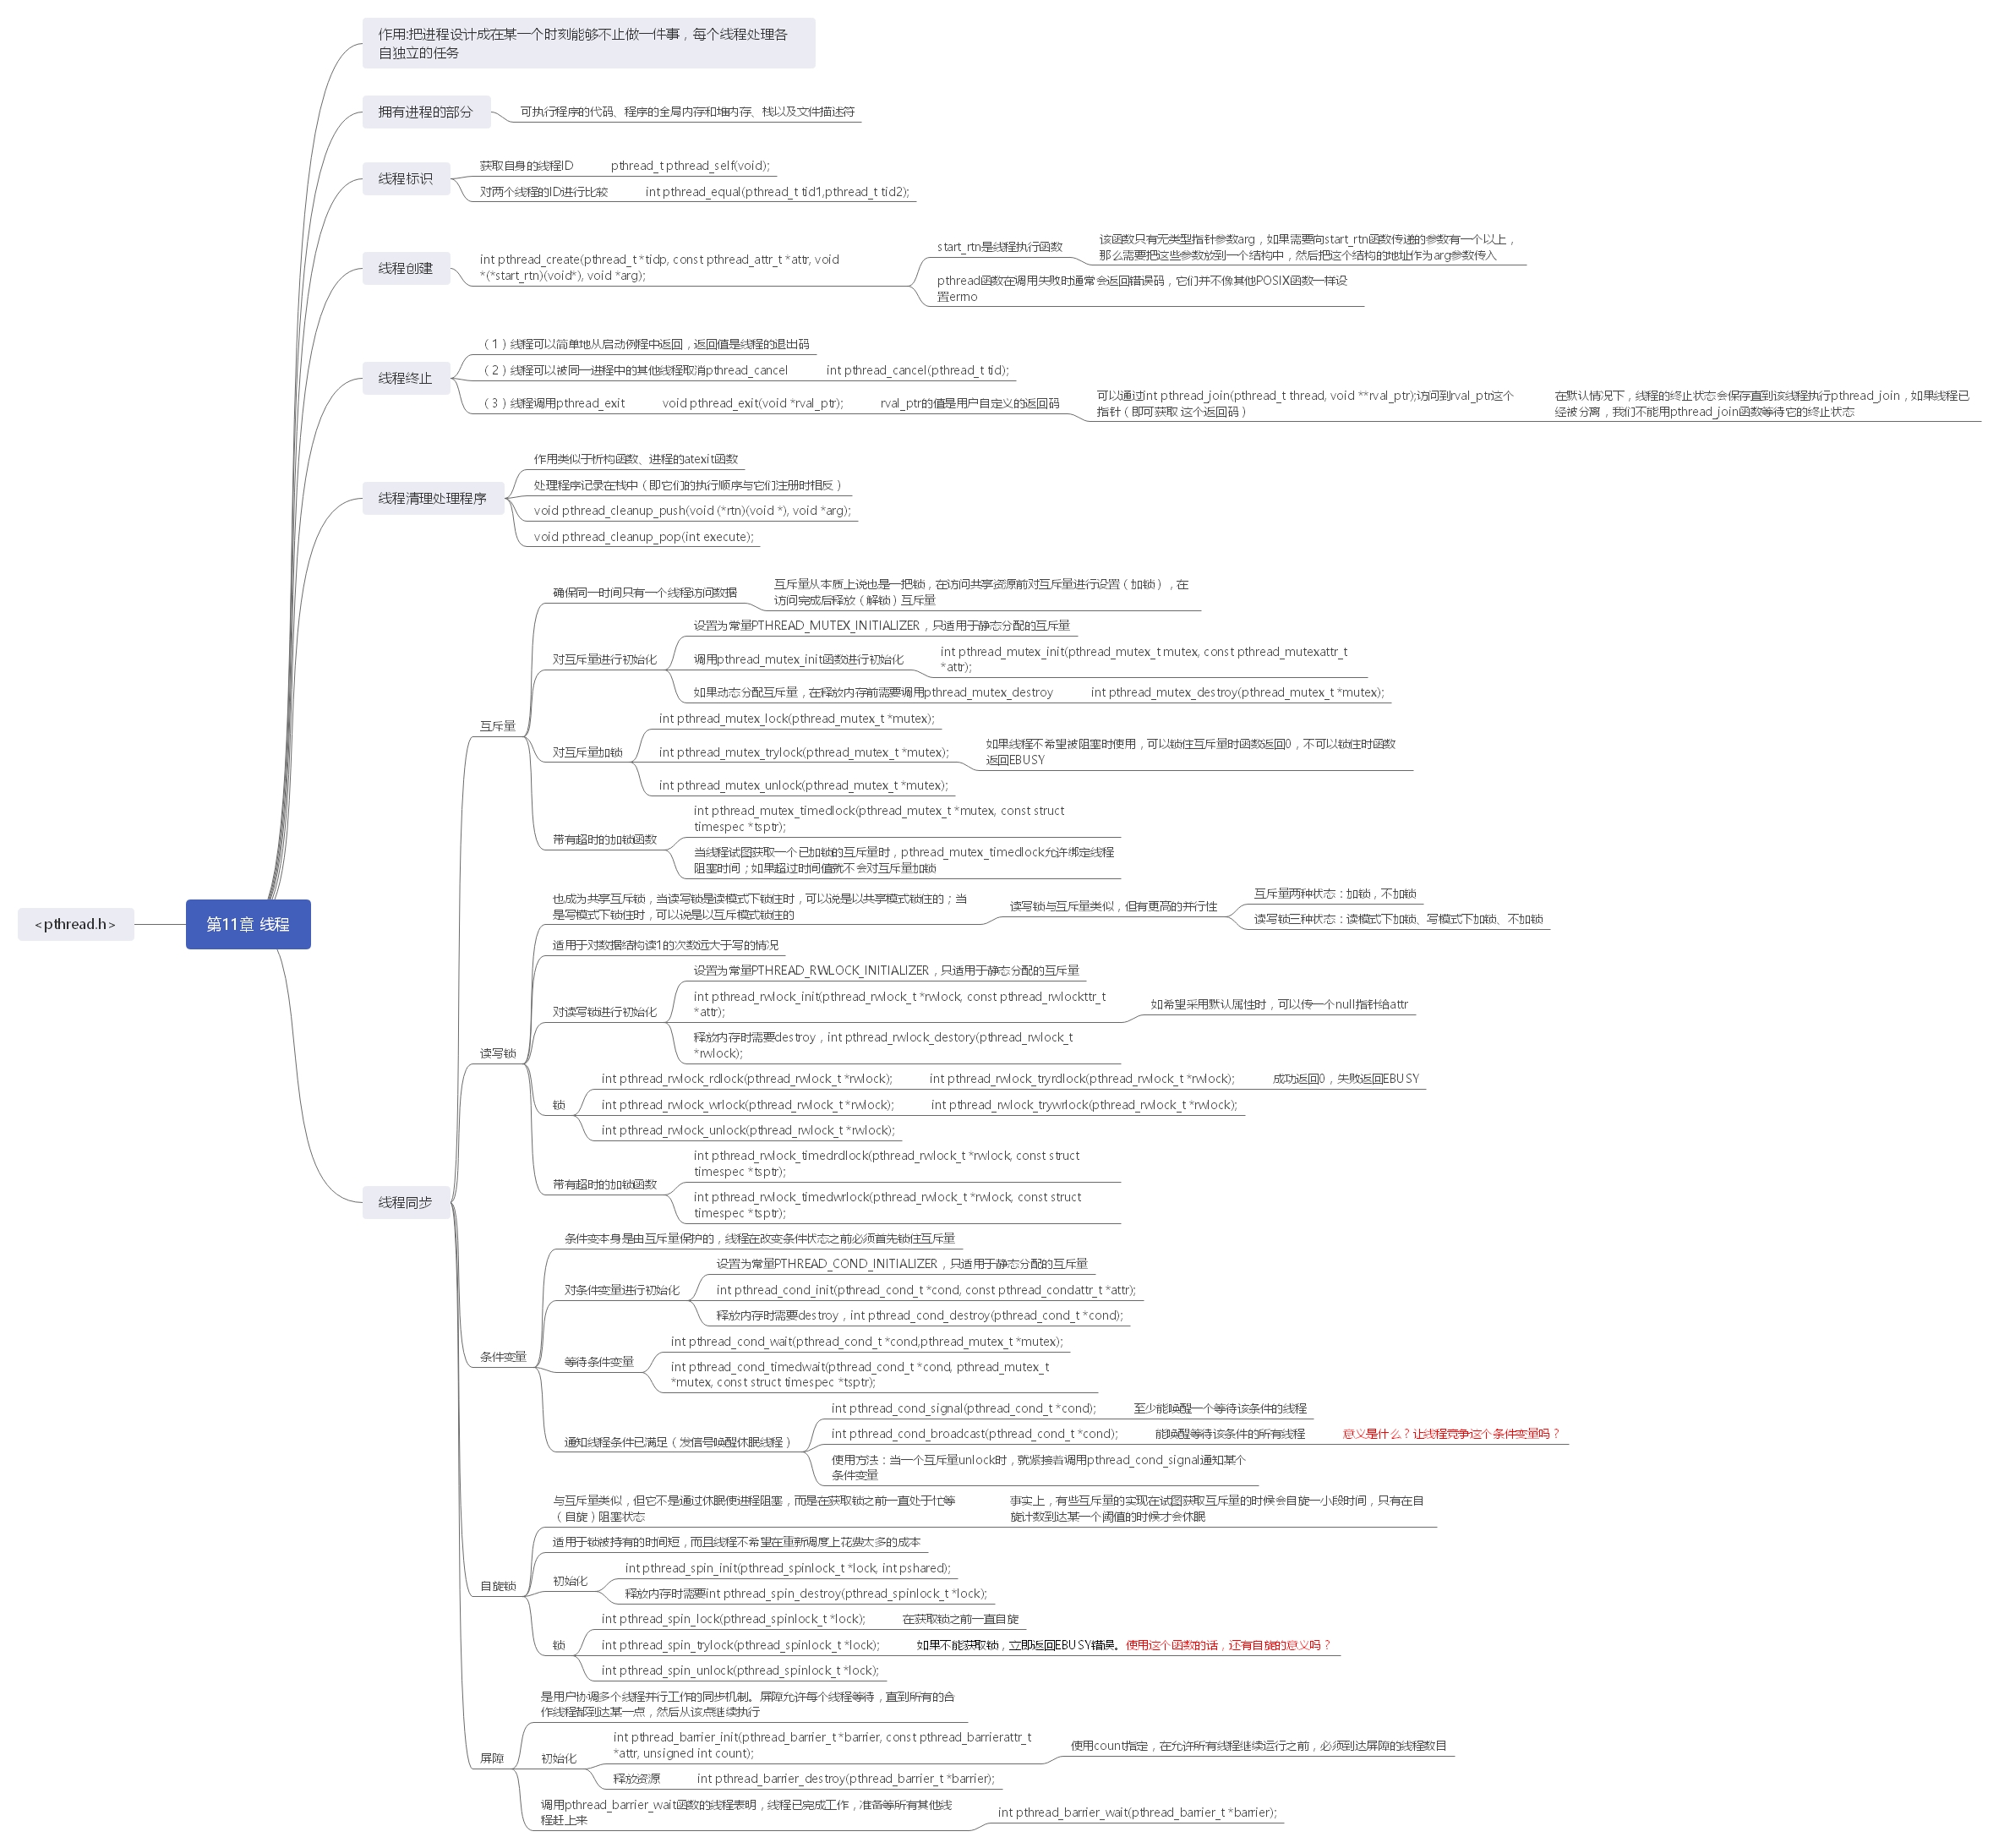 作用:把进程设计成在某一个时刻能够不止做一件事，每个线程处理各
自独立的任务
拥有进程的部分
可执行程序的代码、程序的全局内存和堆内存、栈以及文件描述符
线程标识
获取自身的线程ID
pthread_t pthread_self(void);
对两个线程的ID进行比较
int pthread_equal(pthread_t tid1,pthread_t tid2);
线程创建
int pthread_create(pthread_t *tidp, const pthread_attr_t *attr, void
*(*start_rtn)(void*), void *arg);
start_rtn是线程执行函数
该函数只有无类型指针参数arg，如果需要向start_rtn函数传递的参数有一个以上，
那么需要把这些参数放到一个结构中，然后把这个结构的地址作为arg参数传入
pthread函数在调用失败时通常会返回错误码，它们并不像其他POSIX函数一样设
置errno
线程终止
（1）线程可以简单地从启动例程中返回，返回值是线程的退出码
（2）线程可以被同一进程中的其他线程取消pthread_cancel
int pthread_cancel(pthread_t tid);
（3）线程调用pthread_exit
void pthread_exit(void *rval_ptr);
rval_ptr的值是用户自定义的返回码
可以通过int pthread_join(pthread_t thread, void **rval_ptr);访问到rval_ptr这个
指针（即可获取 这个返回码）
在默认情况下，线程的终止状态会保存直到该线程执行pthread_join，如果线程已
经被分离，我们不能用pthread_join函数等待它的终止状态
线程清理处理程序
作用类似于析构函数、进程的atexit函数
处理程序记录在栈中（即它们的执行顺序与它们注册时相反）
void pthread_cleanup_push(void (*rtn)(void *), void *arg);
void pthread_cleanup_pop(int execute);
<pthread.h>
第11章 线程
线程同步
互斥量
确保同一时间只有一个线程访问数据
互斥量从本质上说也是一把锁，在访问共享资源前对互斥量进行设置（加锁），在
访问完成后释放（解锁）互斥量
对互斥量进行初始化
设置为常量PTHREAD_MUTEX_INITIALIZER，只适用于静态分配的互斥量
调用pthread_mutex_init函数进行初始化
int pthread_mutex_init(pthread_mutex_t mutex, const pthread_mutexattr_t
*attr);
如果动态分配互斥量，在释放内存前需要调用pthread_mutex_destroy
int pthread_mutex_destroy(pthread_mutex_t *mutex);
对互斥量加锁
int pthread_mutex_lock(pthread_mutex_t *mutex);
int pthread_mutex_trylock(pthread_mutex_t *mutex);
如果线程不希望被阻塞时使用，可以锁住互斥量时函数返回0，不可以锁住时函数
返回EBUSY
int pthread_mutex_unlock(pthread_mutex_t *mutex);
带有超时的加锁函数
int pthread_mutex_timedlock(pthread_mutex_t *mutex, const struct
timespec *tsptr);
当线程试图获取一个已加锁的互斥量时，pthread_mutex_timedlock允许绑定线程
阻塞时间；如果超过时间值就不会对互斥量加锁
读写锁
也成为共享互斥锁，当读写锁是读模式下锁住时，可以说是以共享模式锁住的；当
是写模式下锁住时，可以说是以互斥模式锁住的
读写锁与互斥量类似，但有更高的并行性
互斥量两种状态：加锁，不加锁
读写锁三种状态：读模式下加锁、写模式下加锁、不加锁
适用于对数据结构读1的次数远大于写的情况
对读写锁进行初始化
设置为常量PTHREAD_RWLOCK_INITIALIZER，只适用于静态分配的互斥量
int pthread_rwlock_init(pthread_rwlock_t *rwlock, const pthread_rwlockttr_t
*attr);
如希望采用默认属性时，可以传一个null指针给attr
释放内存时需要destroy，int pthread_rwlock_destory(pthread_rwlock_t
*rwlock);
锁
int pthread_rwlock_rdlock(pthread_rwlock_t *rwlock);
int pthread_rwlock_tryrdlock(pthread_rwlock_t *rwlock);
成功返回0，失败返回EBUSY
int pthread_rwlock_wrlock(pthread_rwlock_t *rwlock);
int pthread_rwlock_trywrlock(pthread_rwlock_t *rwlock);
int pthread_rwlock_unlock(pthread_rwlock_t *rwlock);
带有超时的加锁函数
int pthread_rwlock_timedrdlock(pthread_rwlock_t *rwlock, const struct
timespec *tsptr);
int pthread_rwlock_timedwrlock(pthread_rwlock_t *rwlock, const struct
timespec *tsptr);
条件变量
条件变本身是由互斥量保护的，线程在改变条件状态之前必须首先锁住互斥量
对条件变量进行初始化
设置为常量PTHREAD_COND_INITIALIZER，只适用于静态分配的互斥量
int pthread_cond_init(pthread_cond_t *cond, const pthread_condattr_t *attr);
释放内存时需要destroy，int pthread_cond_destroy(pthread_cond_t *cond);
等待条件变量
int pthread_cond_wait(pthread_cond_t *cond,pthread_mutex_t *mutex);
int pthread_cond_timedwait(pthread_cond_t *cond, pthread_mutex_t
*mutex, const struct timespec *tsptr);
通知线程条件已满足（发信号唤醒休眠线程）
int pthread_cond_signal(pthread_cond_t *cond);
至少能唤醒一个等待该条件的线程
int pthread_cond_broadcast(pthread_cond_t *cond);
能唤醒等待该条件的所有线程
意义是什么？让线程竞争这个条件变量吗？
使用方法：当一个互斥量unlock时，就紧接着调用pthread_cond_signal通知某个
条件变量
自旋锁
与互斥量类似，但它不是通过休眠使进程阻塞，而是在获取锁之前一直处于忙等
（自旋）阻塞状态
事实上，有些互斥量的实现在试图获取互斥量的时候会自旋一小段时间，只有在自
旋计数到达某一个阈值的时候才会休眠
适用于锁被持有的时间短，而且线程不希望在重新调度上花费太多的成本
初始化
int pthread_spin_init(pthread_spinlock_t *lock, int pshared);
释放内存时需要int pthread_spin_destroy(pthread_spinlock_t *lock);
锁
int pthread_spin_lock(pthread_spinlock_t *lock);
在获取锁之前一直自旋
int pthread_spin_trylock(pthread_spinlock_t *lock);
如果不能获取锁，立即返回EBUSY错误。使用这个函数的话，还有自旋的意义吗？
int pthread_spin_unlock(pthread_spinlock_t *lock);
屏障
是用户协调多个线程并行工作的同步机制。屏障允许每个线程等待，直到所有的合
作线程都到达某一点，然后从该点继续执行
初始化
int pthread_barrier_init(pthread_barrier_t *barrier, const pthread_barrierattr_t
*attr, unsigned int count);
使用count指定，在允许所有线程继续运行之前，必须到达屏障的线程数目
释放资源
int pthread_barrier_destroy(pthread_barrier_t *barrier);
调用pthread_barrier_wait函数的线程表明，线程已完成工作，准备等所有其他线
程赶上来
int pthread_barrier_wait(pthread_barrier_t *barrier);